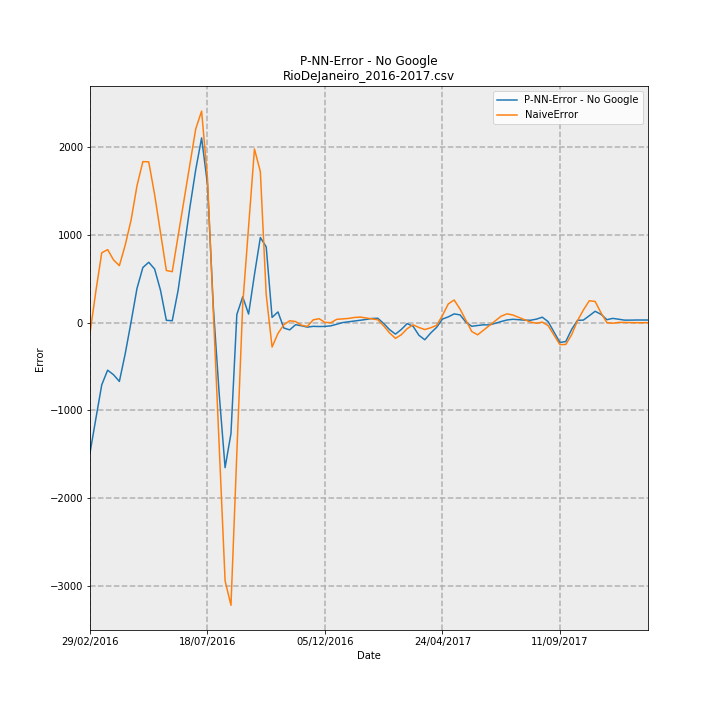 P-NN-Error - No Google
RioDeJaneiro_2016-2017.csv
P-NN-Error - No Google
NaiveError
Error
2000
1000
0
−1000
−2000
−3000
29/02/2016
18/07/2016
05/12/2016
24/04/2017
11/09/2017
Date